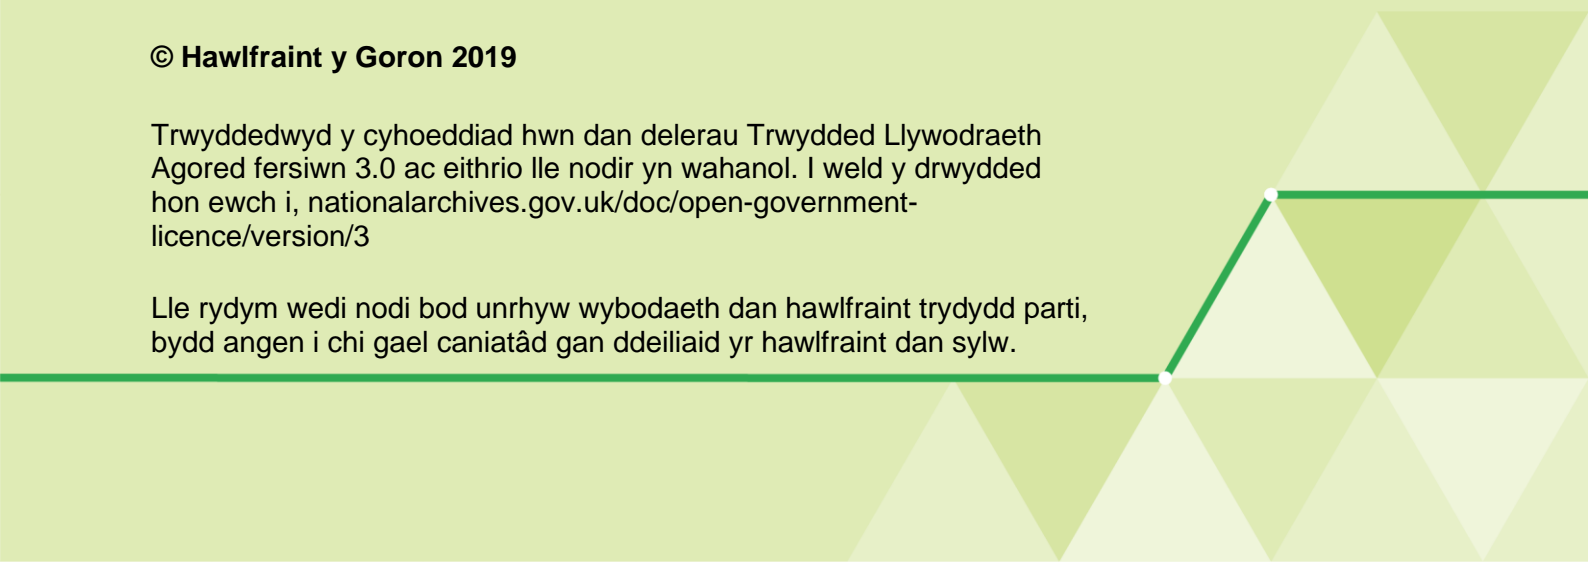 © Hawlfraint y Goron 2019
Trwyddedwyd y cyhoeddiad hwn dan delerau Trwydded Llywodraeth
Agored fersiwn 3.0 ac eithrio lle nodir yn wahanol. I weld y drwydded
hon ewch i, nationalarchives.gov.uk/doc/open-government-
licence/version/3
Lle rydym wedi nodi bod unrhyw wybodaeth dan hawlfraint trydydd parti,
bydd angen i chi gael caniatâd gan ddeiliaid yr hawlfraint dan sylw.